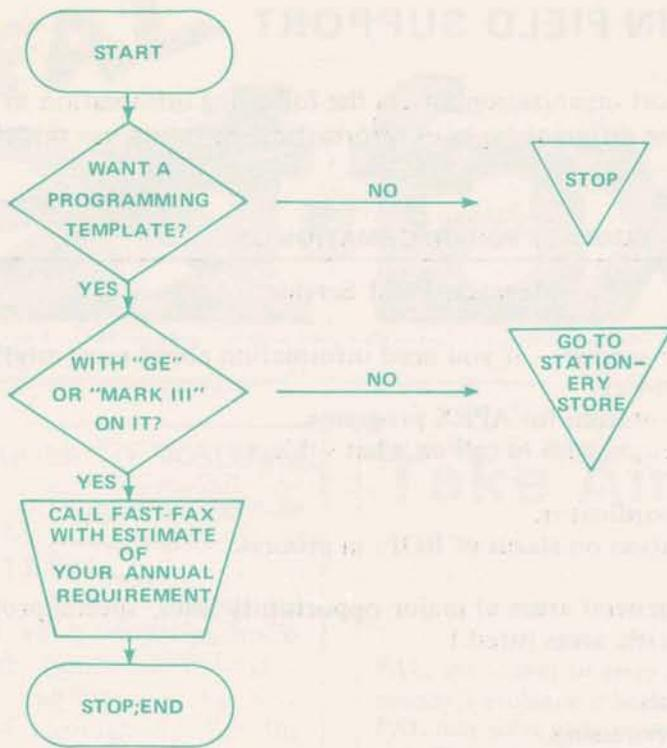 START
WANT A
PROGRAMMING
TEMPLATE?
NO
STOP
YES
WITH "GE"
OR "MARK III"
ON IT?
NO
GO TO
STATION–
ERY
STORE
YES
CALL FAST-FAX
WITH ESTIMATE
OF
YOUR ANNUAL
REQUIREMENT
STOP;END